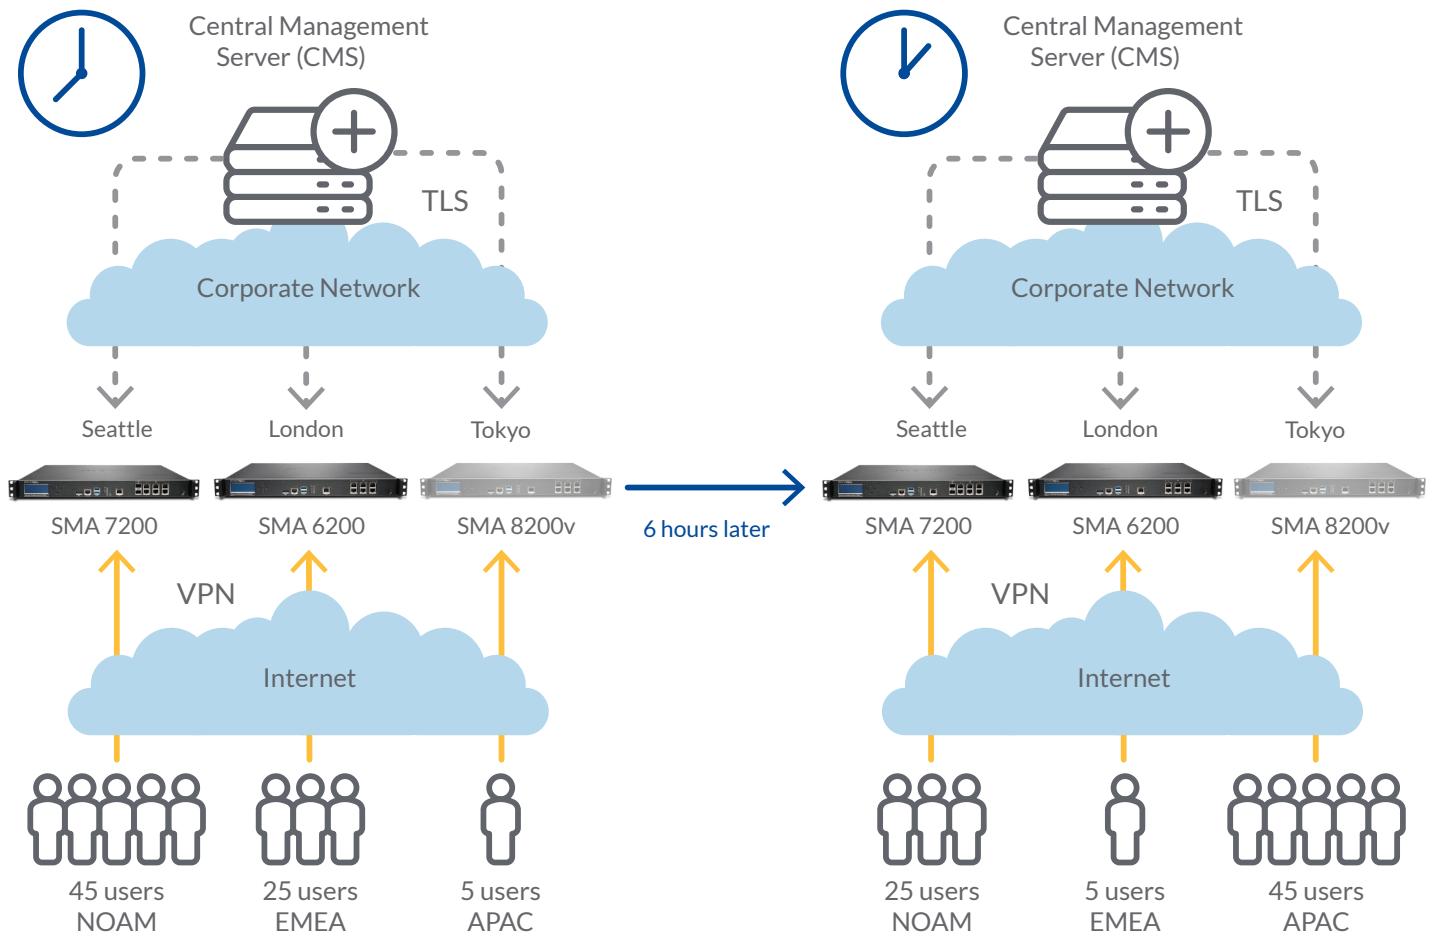 Central Management
Server (CMS)
TLS
Corporate Network
Seattle
London
Tokyo
SMA 7200
SMA 6200
SMA 8200v
VPN
Internet
45 users
NOAM
25 users
EMEA
5 users
APAC
6 hours later
Central Management
Server (CMS)
TLS
Corporate Network
Seattle
London
Tokyo
SMA 7200
SMA 6200
SMA 8200v
VPN
Internet
25 users
NOAM
5 users
EMEA
45 users
APAC